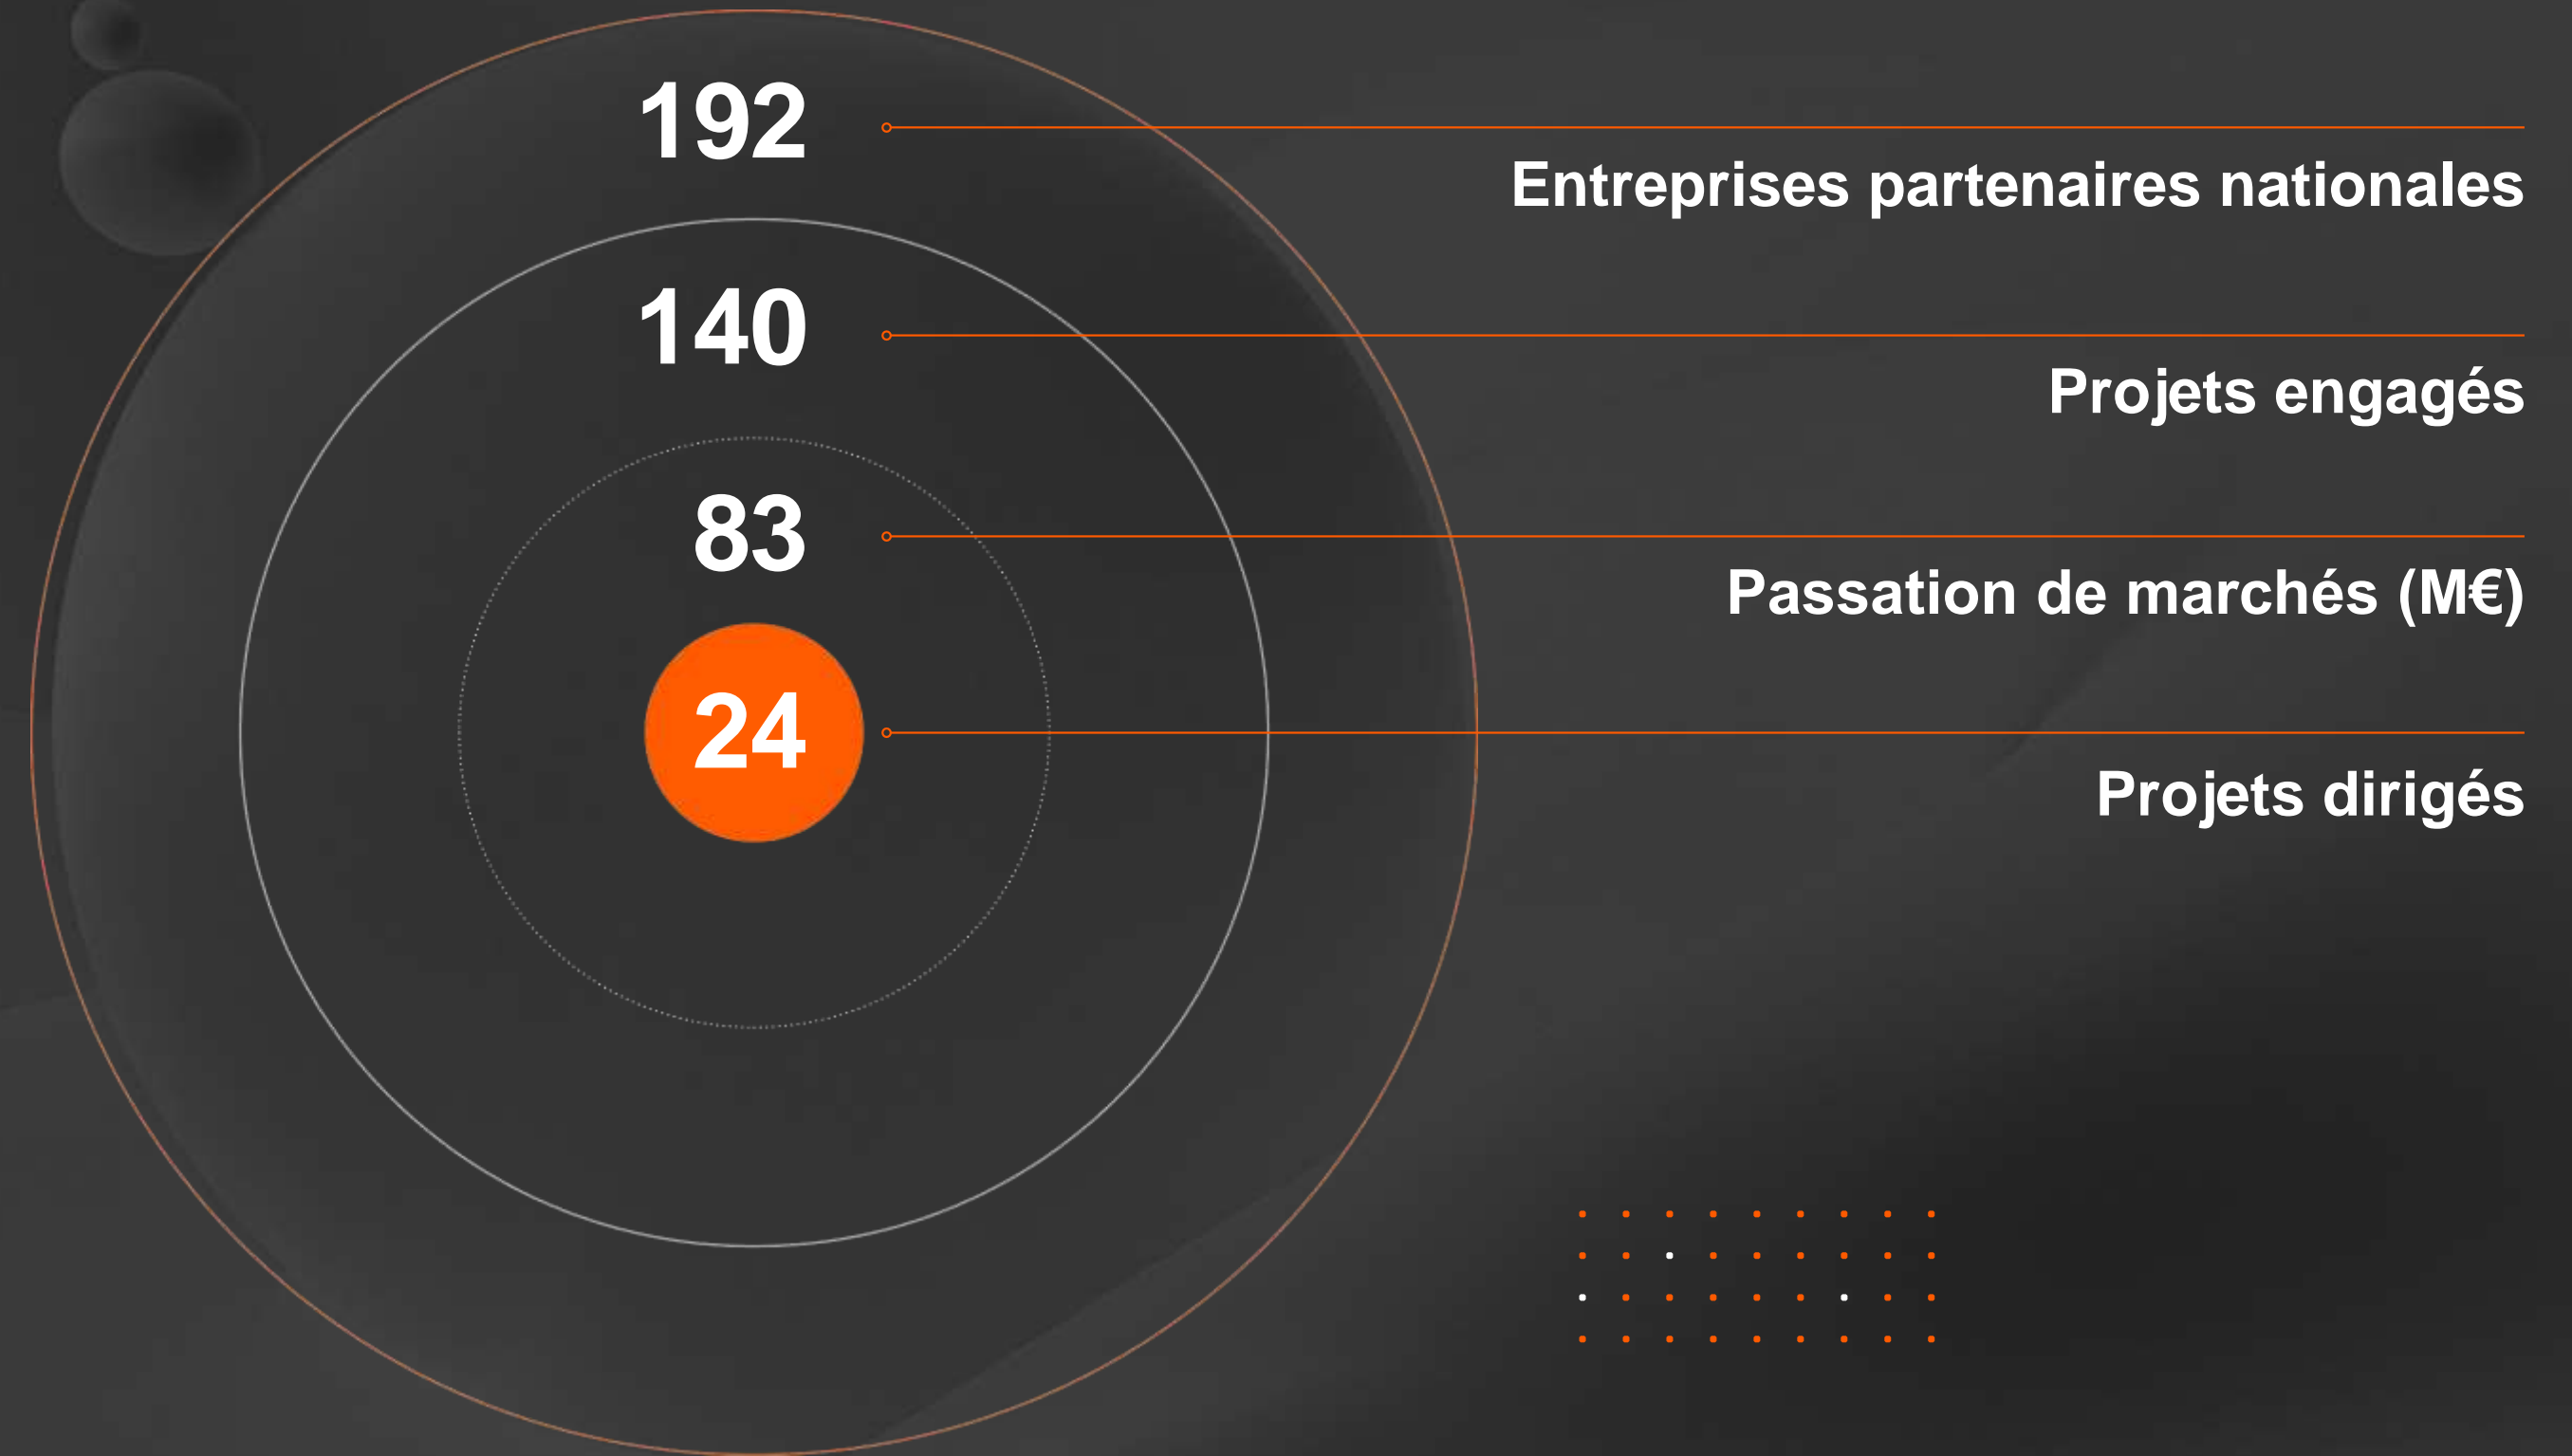 192
Entreprises partenaires nationales
140
Projets engagés
83
Passation de marchés (M€)
24
Projets dirigés